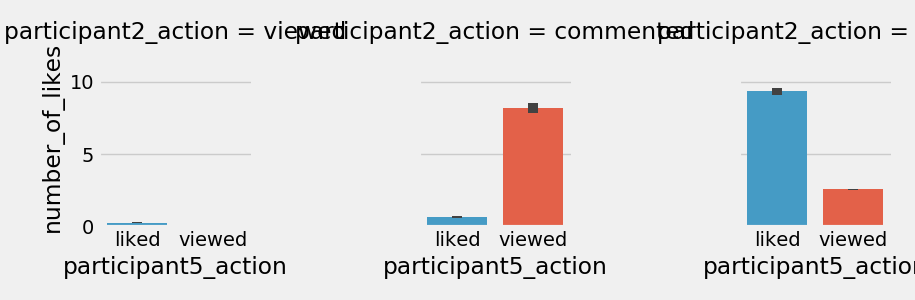 participant2_action = viewed
participant2_action = commented
participant2_action =
number_of_likes
10
5
0
liked
viewed
liked
viewed
liked
viewed
participant5_action
participant5_action
participant5_action